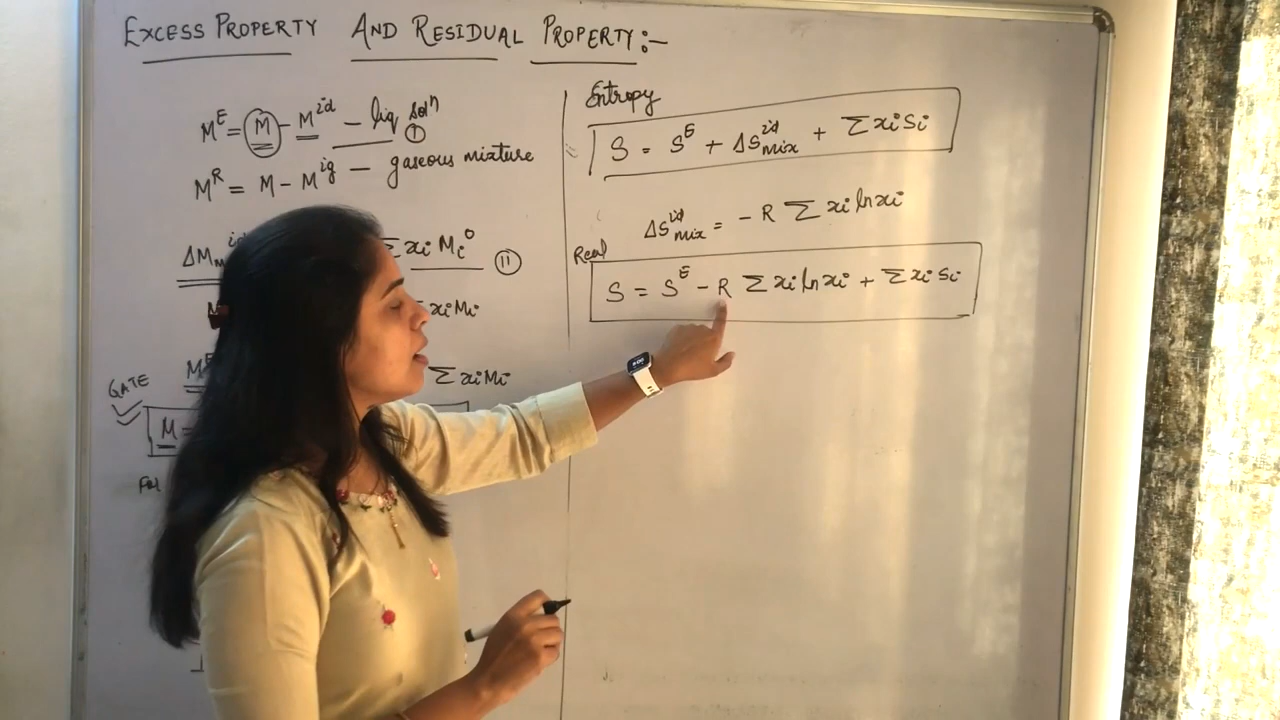 EXCESS PROPERTY AND RESIDUAL PROPERTY:-
M^E = M - M^id - liq solⁿ ①
M^R = M - M^ig - gaseous mixture
Σ xi Mi° ⑪
xi Mi
Σ xi Mi
GATE
M =
For
Entropy
S = S^E + ΔS^id_mix + Σ xi Si
ΔS^id_mix = - R Σ xi ln xi
Real
S = S^E - R Σ xi ln xi + Σ xi Si